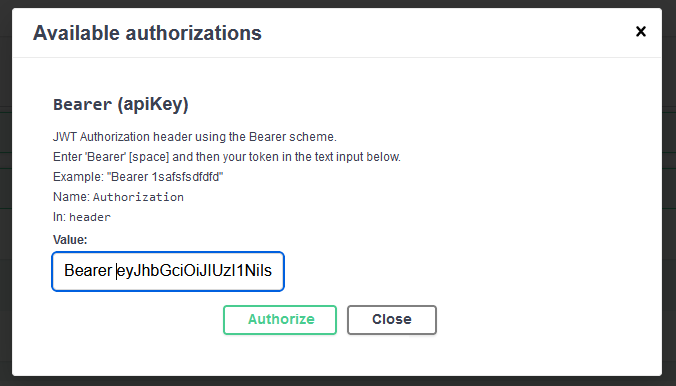 Available authorizations
×
Bearer (apiKey)
JWT Authorization header using the Bearer scheme.
Enter 'Bearer' [space] and then your token in the text input below.
Example: "Bearer 1safsfsdfdfd"
Name: Authorization
In: header
Value:
Bearer eyJhbGciOiJIUzI1NiIs
Authorize
Close